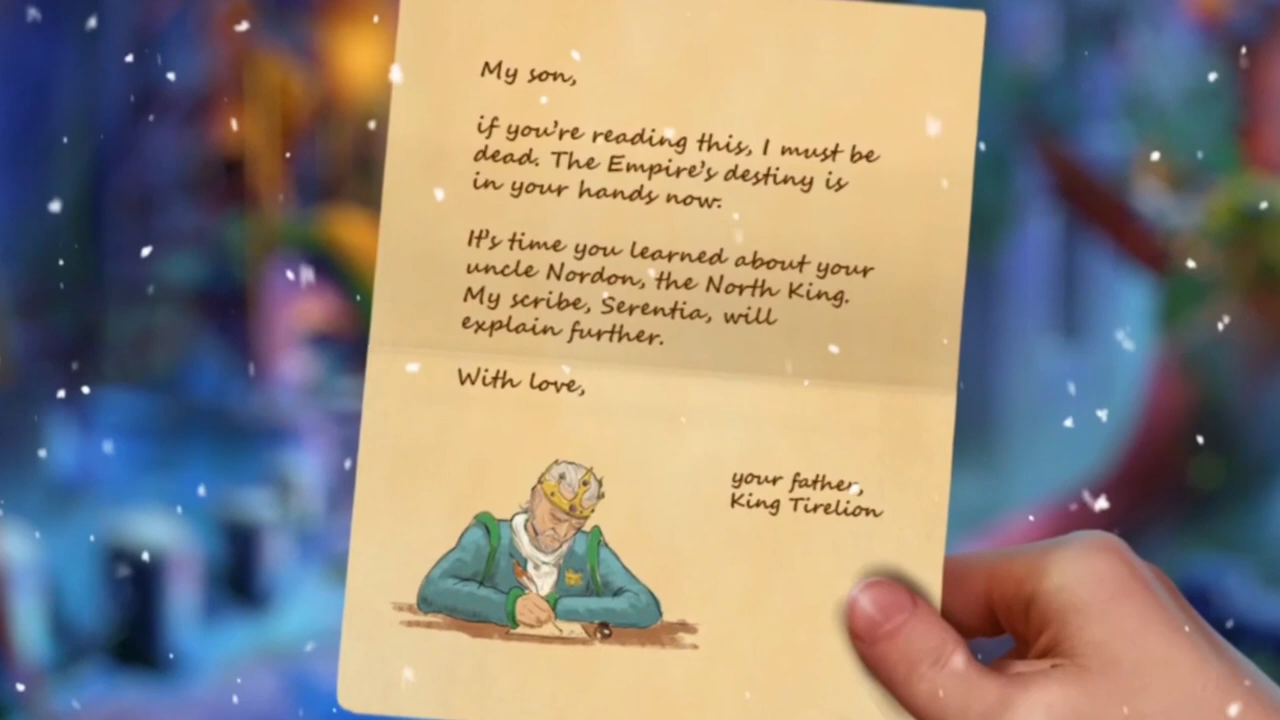 My son,
if you're reading this, I must be
dead. The Empire's destiny is
in your hands now.
It's time you learned about your
uncle Nordon, the North King.
My scribe, Serentia, will
explain further.
With love,
your father,
King Tirelion